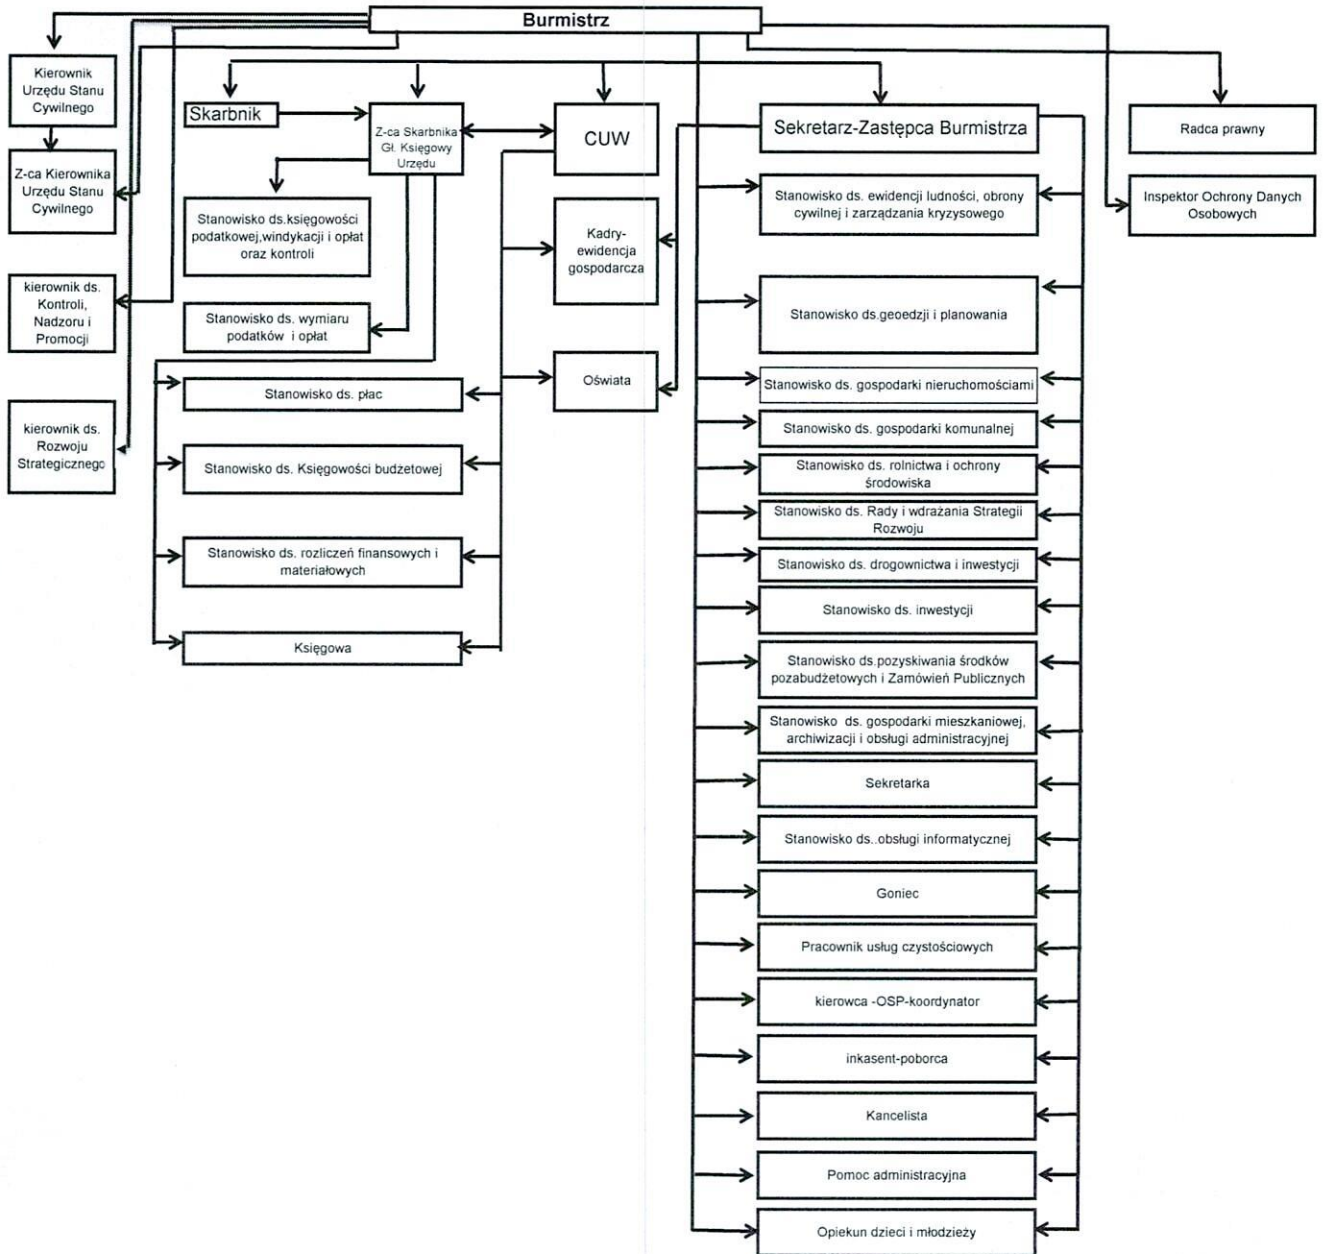 Burmistrz
Kierownik
Urzędu Stanu
Cywilnego
Z-ca Kierownika
Urzędu Stanu
Cywilnego
kierownik ds.
Kontroli,
Nadzoru i
Promocji
kierownik ds.
Rozwoju
Strategicznego
Skarbnik
Z-ca Skarbnika
Gł. Księgowy
Urzędu
CUW
Stanowisko ds.księgowości
podatkowej,windykacji i opłat
oraz kontroli
Stanowisko ds. wymiaru
podatków i opłat
Stanowisko ds. płac
Stanowisko ds. Księgowości budżetowej
Stanowisko ds. rozliczeń finansowych i
materiałowych
Księgowa
Kadry-
ewidencja
gospodarcza
Oświata
Sekretarz-Zastępca Burmistrza
Stanowisko ds. ewidencji ludności, obrony
cywilnej i zarządzania kryzysowego
Stanowisko ds.geoedzji i planowania
Stanowisko ds. gospodarki nieruchomościami
Stanowisko ds. gospodarki komunalnej
Stanowisko ds. rolnictwa i ochrony
środowiska
Stanowisko ds. Rady i wdrażania Strategii
Rozwoju
Stanowisko ds. drogownictwa i inwestycji
Stanowisko ds. inwestycji
Stanowisko ds.pozyskiwania środków
pozabudżetowych i Zamówień Publicznych
Stanowisko ds. gospodarki mieszkaniowej,
archiwizacji i obsługi administracyjnej
Sekretarka
Stanowisko ds..obsługi informatycznej
Goniec
Pracownik usług czystościowych
kierowca -OSP-koordynator
inkasent-poborca
Kancelista
Pomoc administracyjna
Opiekun dzieci i młodzieży
Radca prawny
Inspektor Ochrony Danych
Osobowych